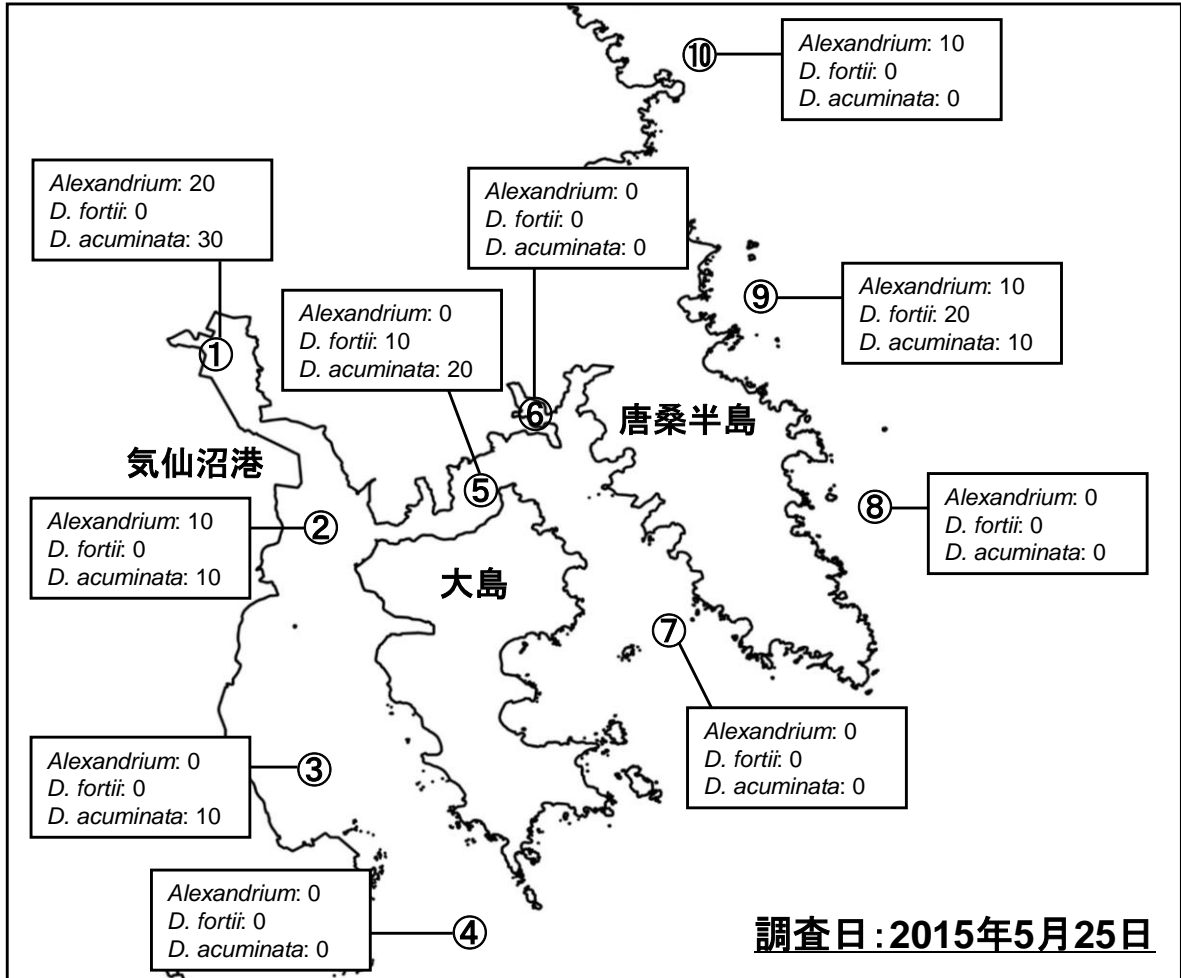 ⑩
Alexandrium: 10
D. fortii: 0
D. acuminata: 0
Alexandrium: 20
D. fortii: 0
D. acuminata: 30
①
Alexandrium: 0
D. fortii: 0
D. acuminata: 0
⑥
⑨
Alexandrium: 10
D. fortii: 20
D. acuminata: 10
Alexandrium: 0
D. fortii: 10
D. acuminata: 20
⑤
唐桑半島
気仙沼港
Alexandrium: 10
D. fortii: 0
D. acuminata: 10
②
⑧
Alexandrium: 0
D. fortii: 0
D. acuminata: 0
大島
⑦
Alexandrium: 0
D. fortii: 0
D. acuminata: 0
Alexandrium: 0
D. fortii: 0
D. acuminata: 10
③
Alexandrium: 0
D. fortii: 0
D. acuminata: 0
④
調査日:2015年5月25日